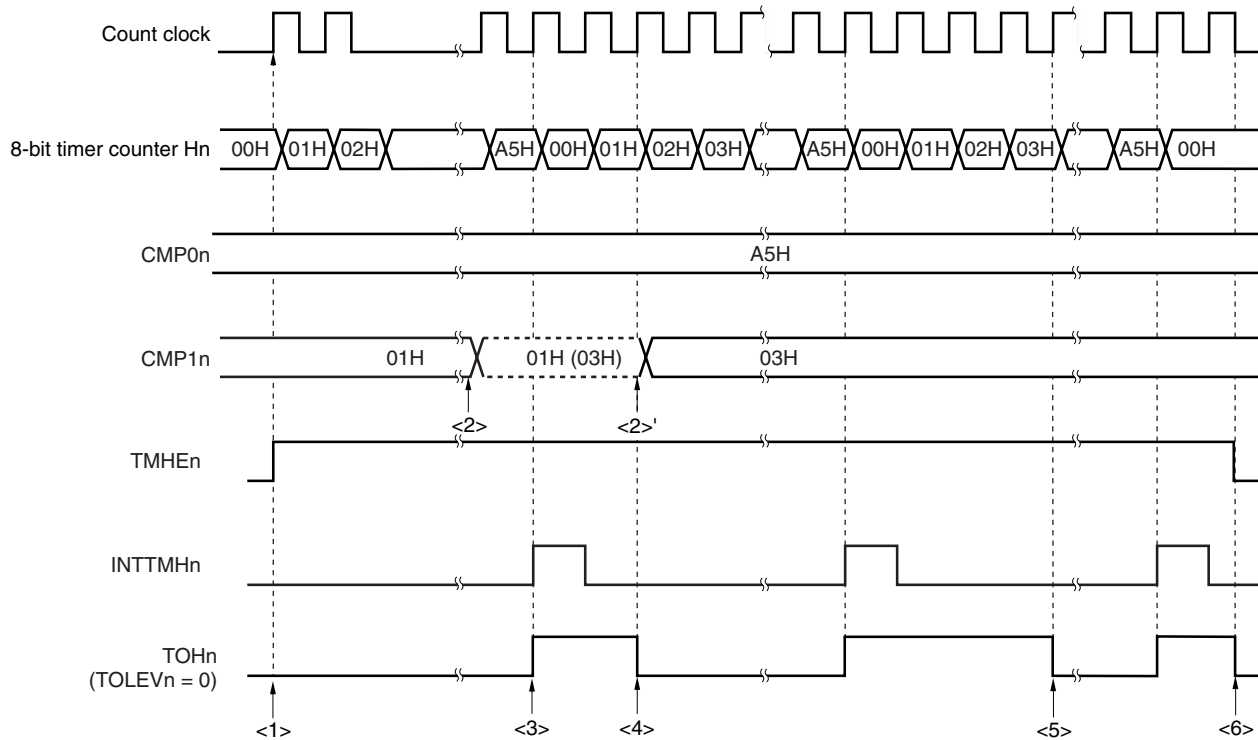 Count clock
8-bit timer counter Hn 00H 01H 02H A5H 00H 01H 02H 03H A5H 00H 01H 02H 03H A5H 00H
CMP0n A5H
CMP1n 01H 01H (03H) 03H
<2> <2>'
TMHEn
INTTMHn
TOHn
(TOLEVn = 0)
<1> <3> <4> <5> <6>